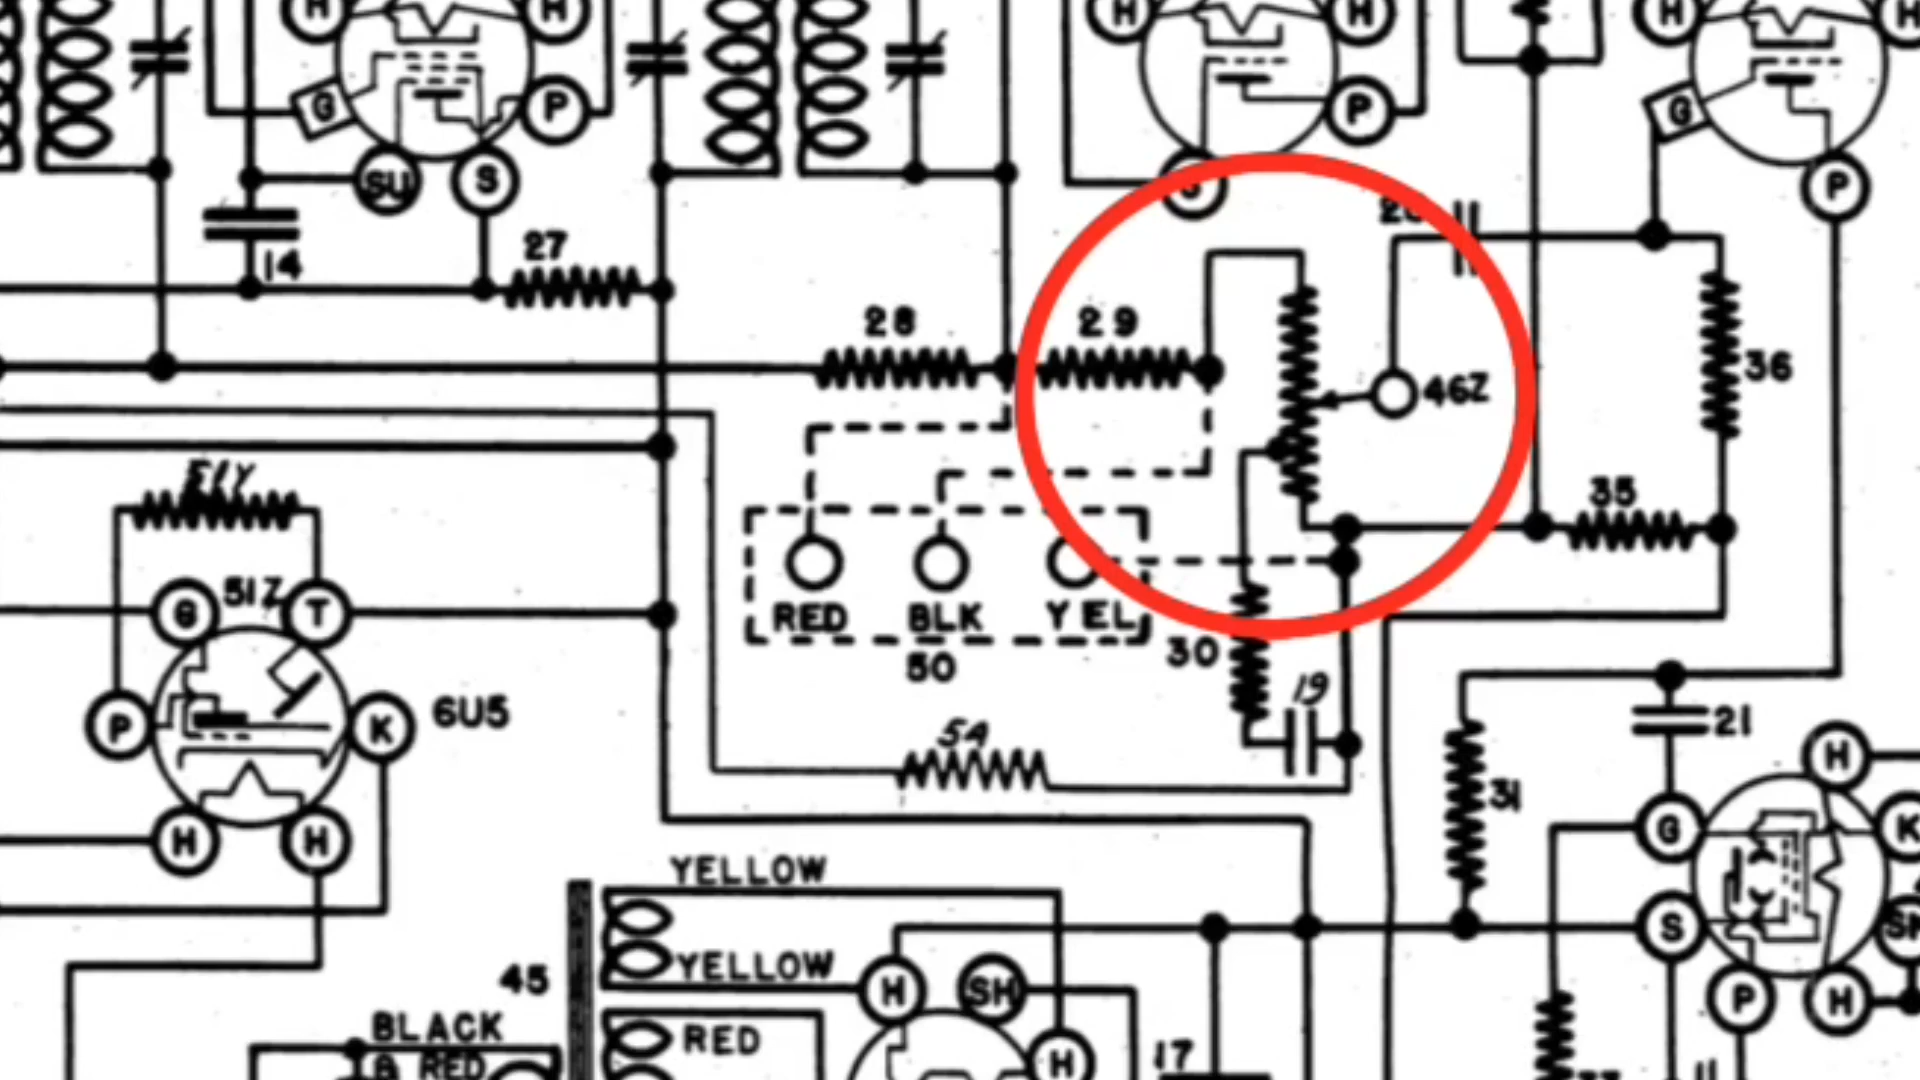 H H H H H H
G P P G
SU S P
14 27
28 29 46Z 36
51Y
35
G 51Z T
RED BLK YEL
50 30
P K 6U5
19
54 21
H
31
H H G K
YELLOW
YELLOW S
45 H SH P H
BLACK RED
& RED H 17